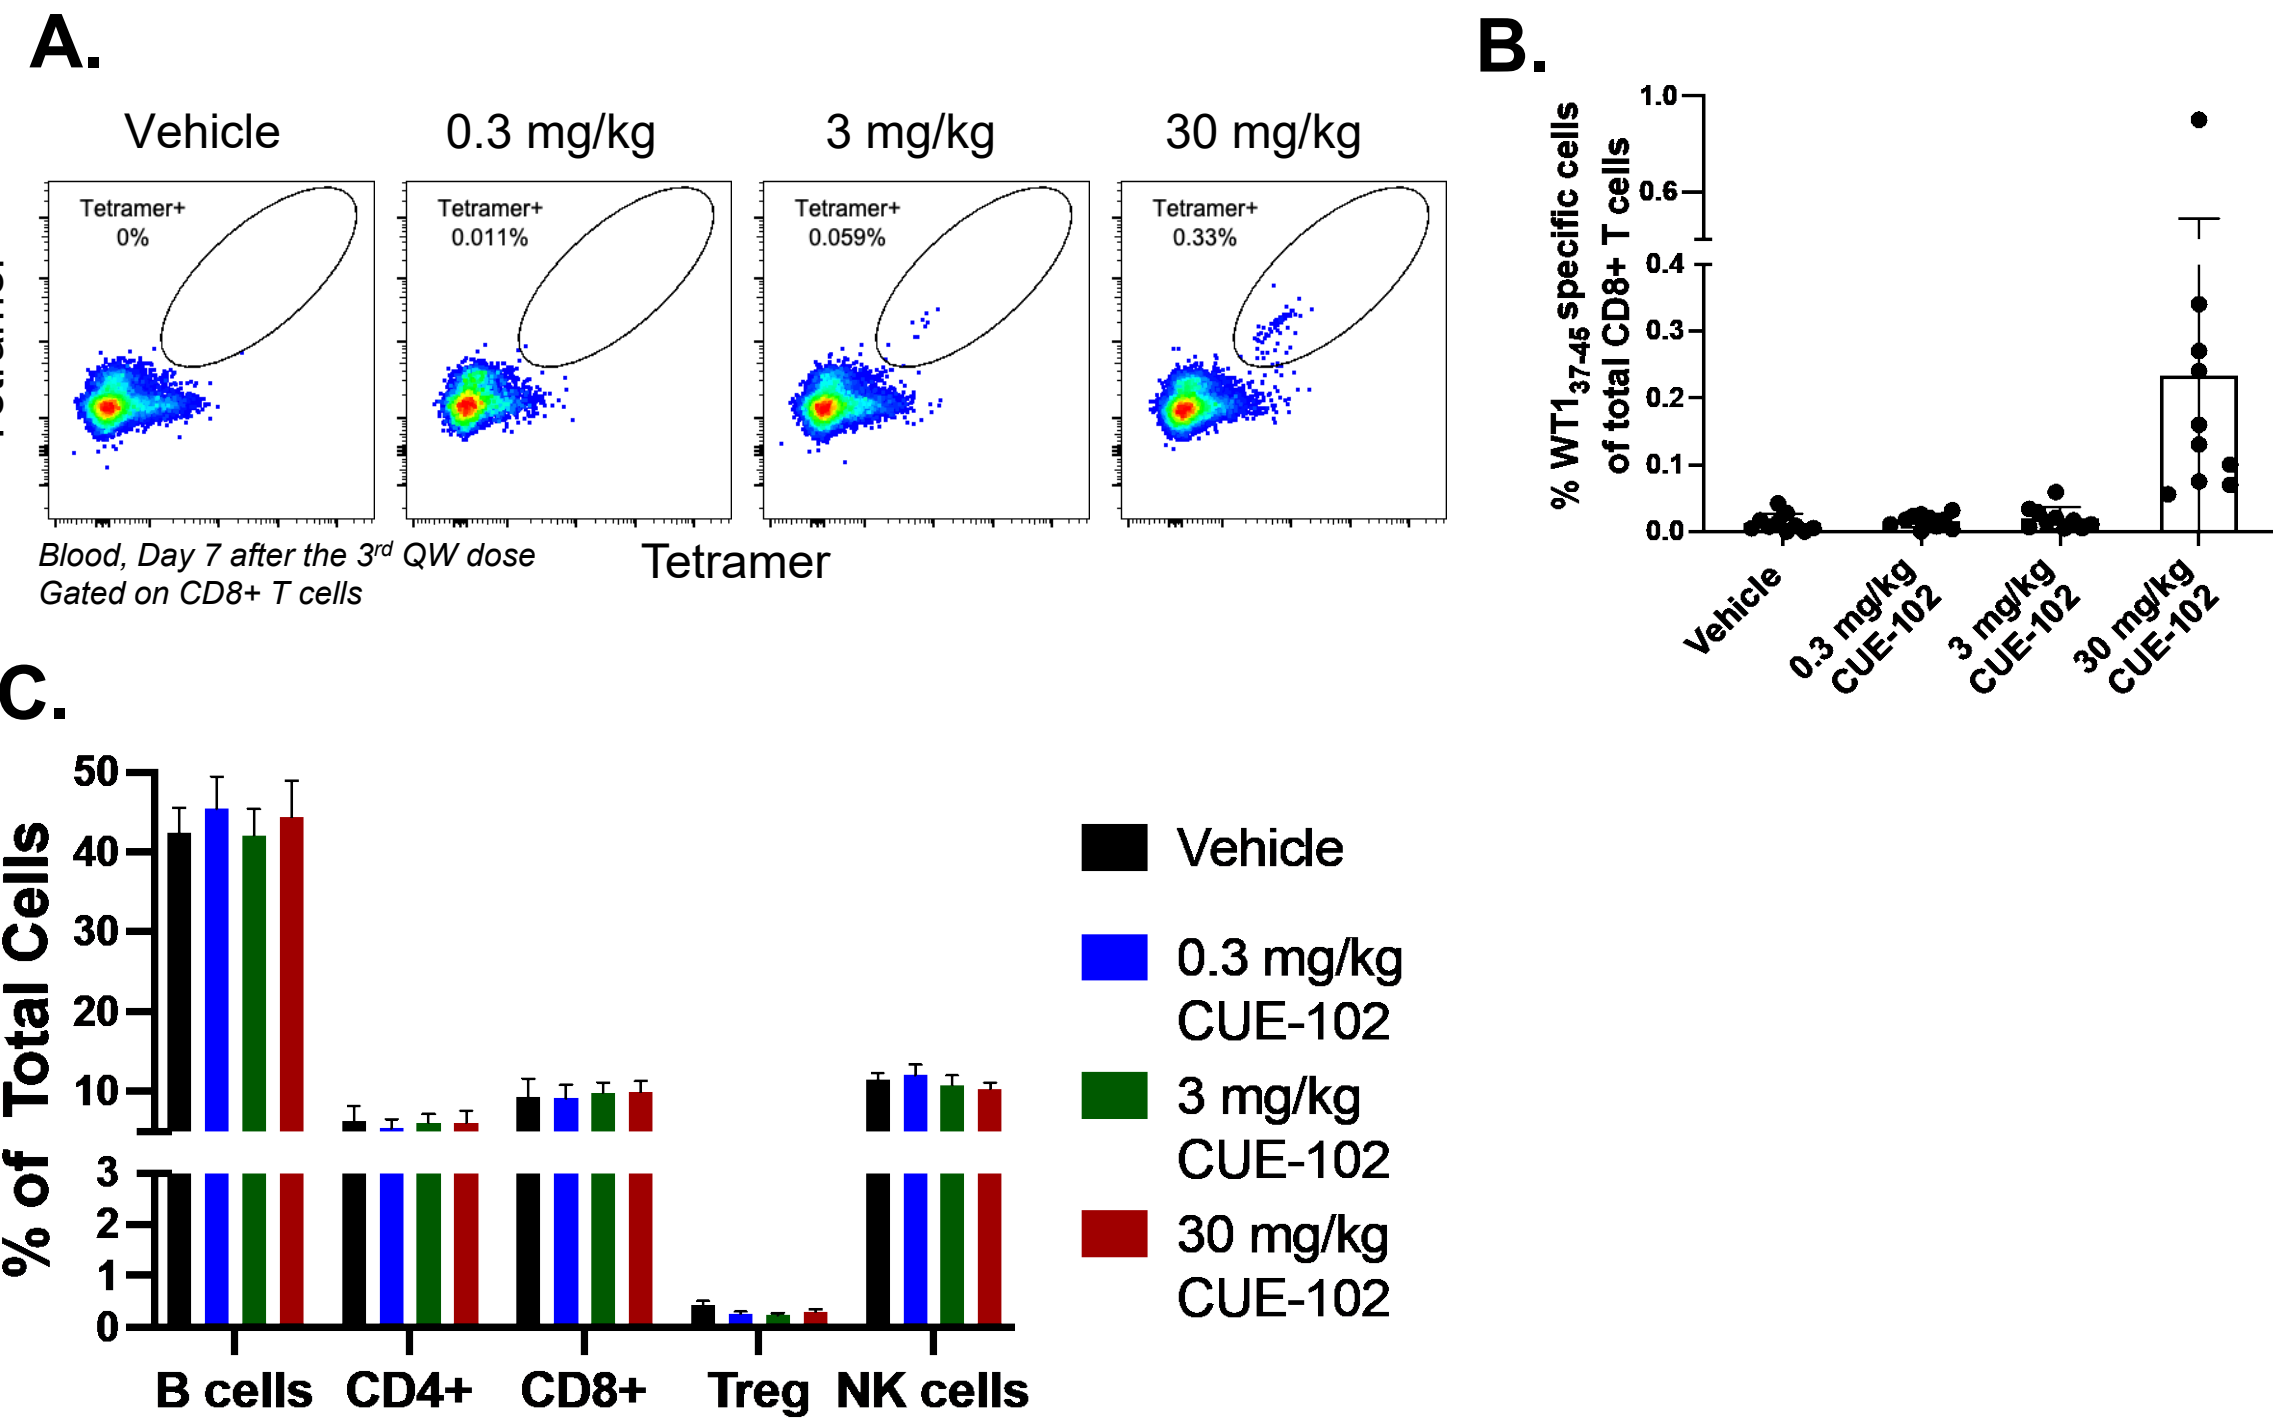 A.
Vehicle
0.3 mg/kg
3 mg/kg
30 mg/kg
Tetramer+
0%
Tetramer+
0.011%
Tetramer+
0.059%
Tetramer+
0.33%
Blood, Day 7 after the 3rd QW dose
Gated on CD8+ T cells
Tetramer
B.
% WT137-45 specific cells
of total CD8+ T cells
1.0
0.6
0.4
0.3
0.2
0.1
0.0
Vehicle
0.3 mg/kg
CUE-102
3 mg/kg
CUE-102
30 mg/kg
CUE-102
C.
% of Total Cells
50
40
30
20
10
3
2
1
0
B cells
CD4+
CD8+
Treg
NK cells
Vehicle
0.3 mg/kg
CUE-102
3 mg/kg
CUE-102
30 mg/kg
CUE-102